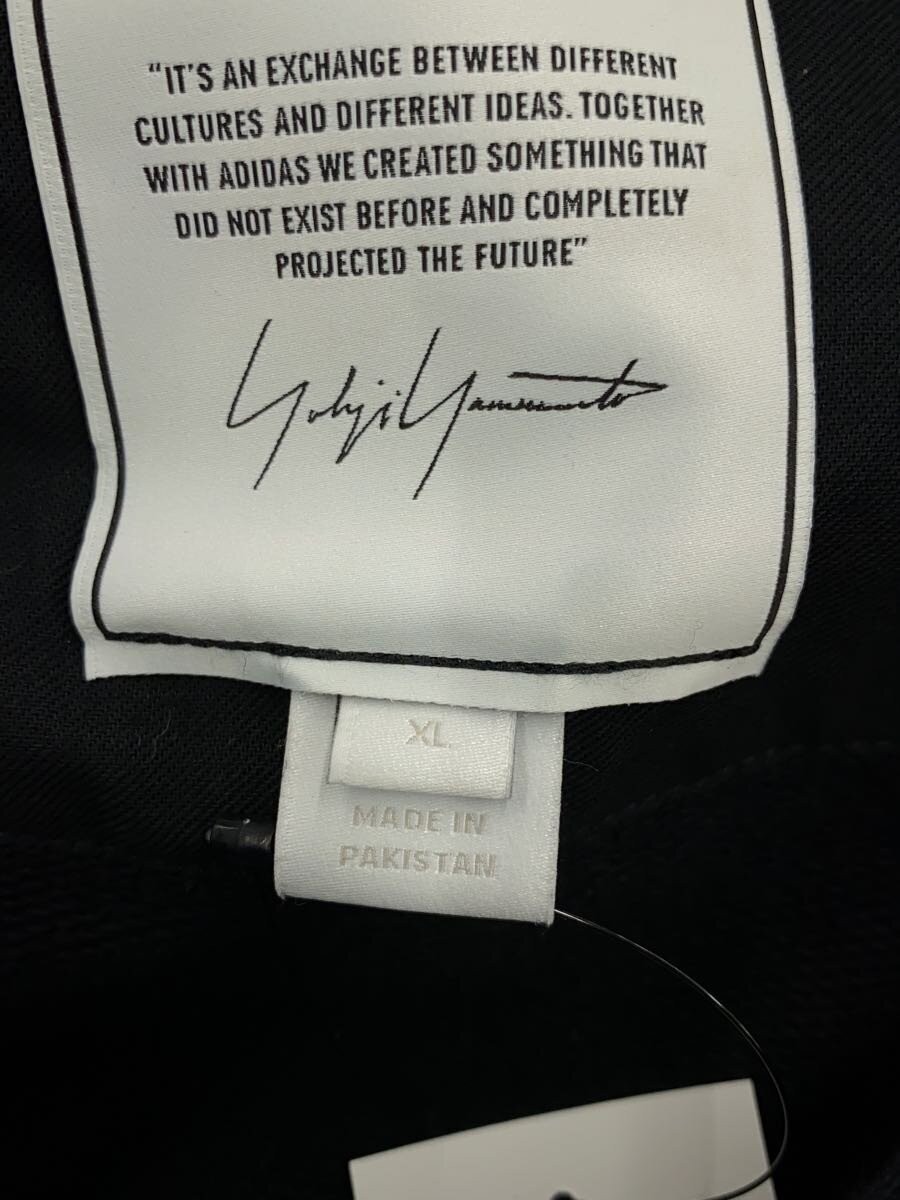 “IT’S AN EXCHANGE BETWEEN DIFFERENT
CULTURES AND DIFFERENT IDEAS. TOGETHER
WITH ADIDAS WE CREATED SOMETHING THAT
DID NOT EXIST BEFORE AND COMPLETELY
PROJECTED THE FUTURE”
Yohji Yamamoto
XL
MADE IN
PAKISTAN